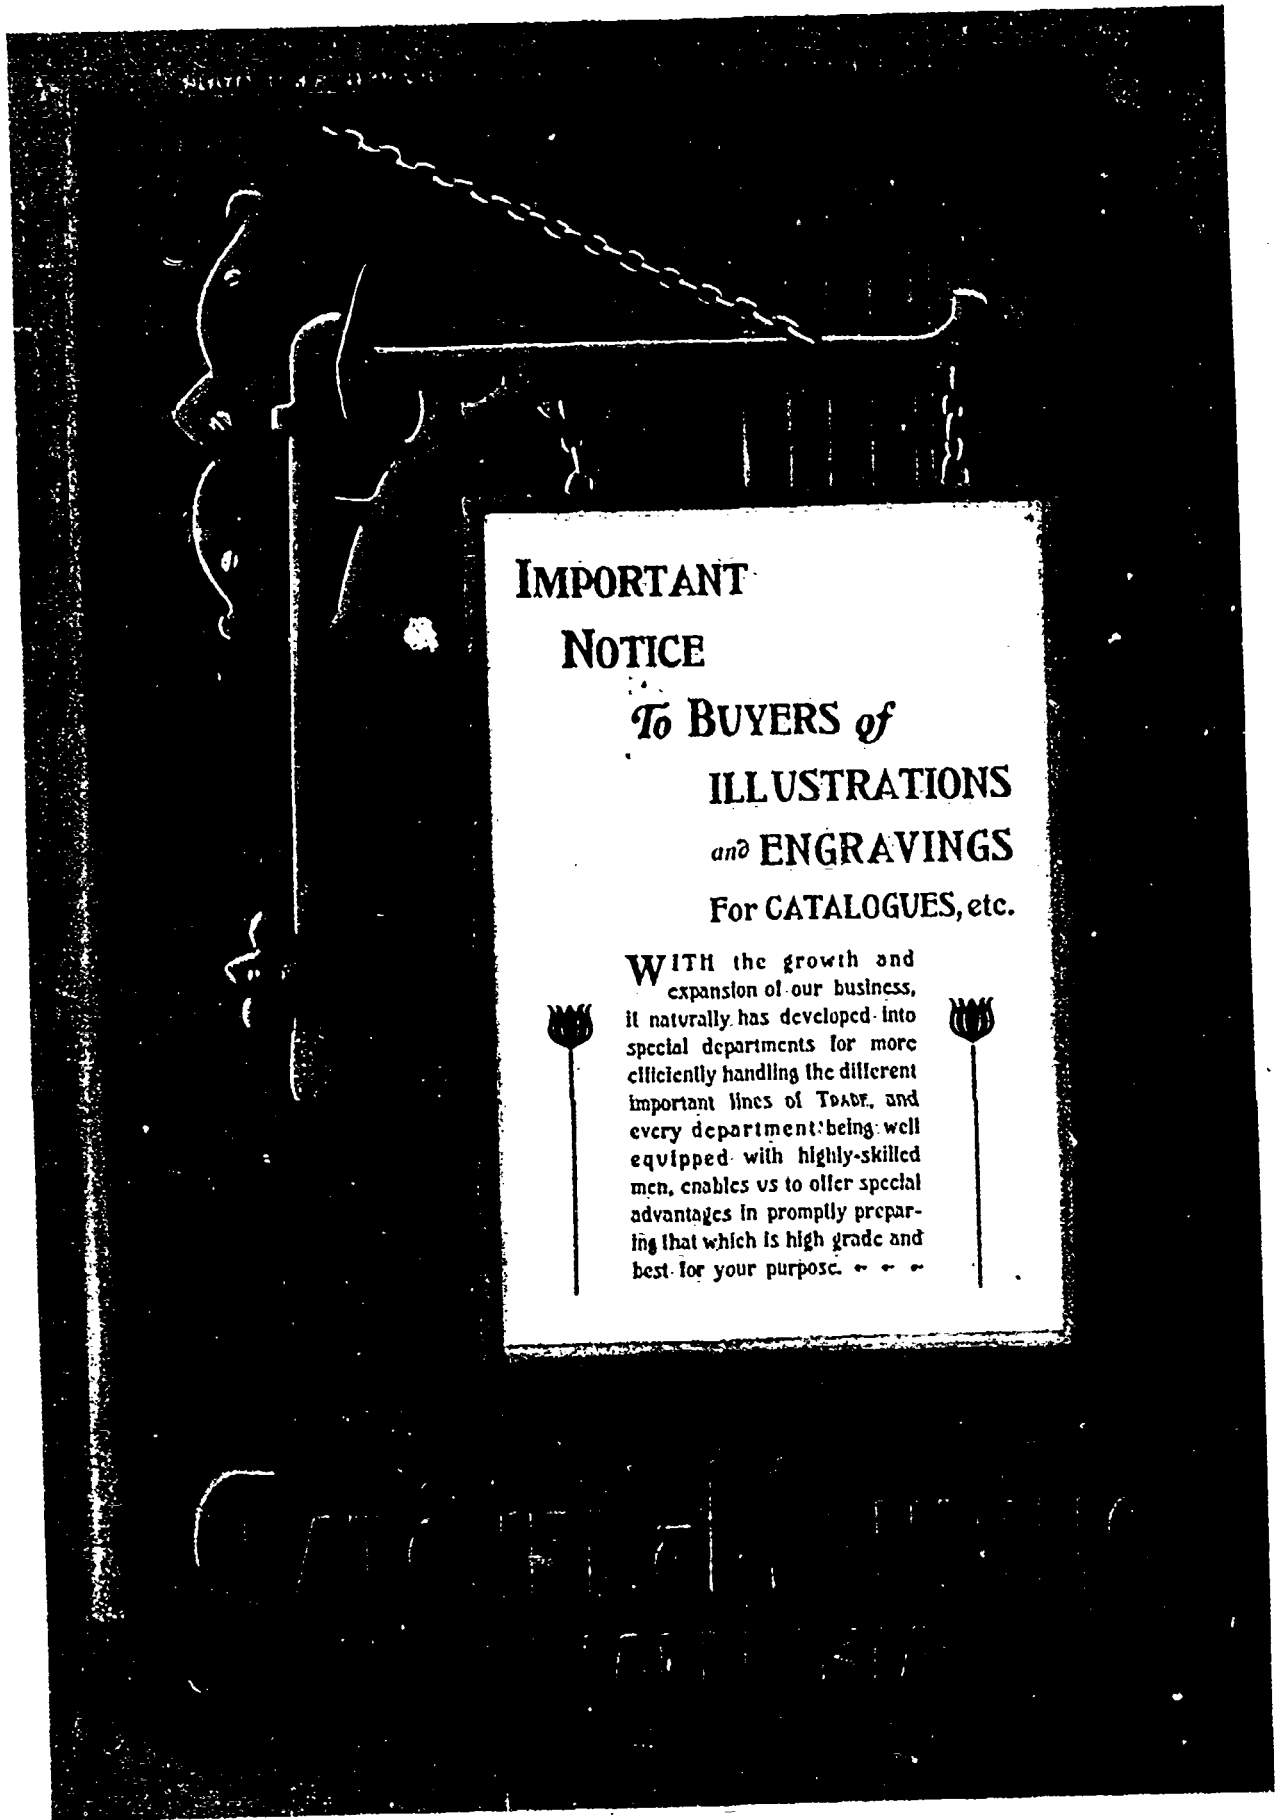 IMPORTANT
NOTICE
To BUYERS of
ILLUSTRATIONS
and ENGRAVINGS
For CATALOGUES, etc.
WITH the growth and
expansion of our business,
it natvrally has developed into
special departments for more
efficiently handling the different
important lines of TRADE, and
every department being well
eqvipped with highly-skilled
men, enables vs to offer special
advantages in promptly prepar-
ing that which is high grade and
best for your purpose.